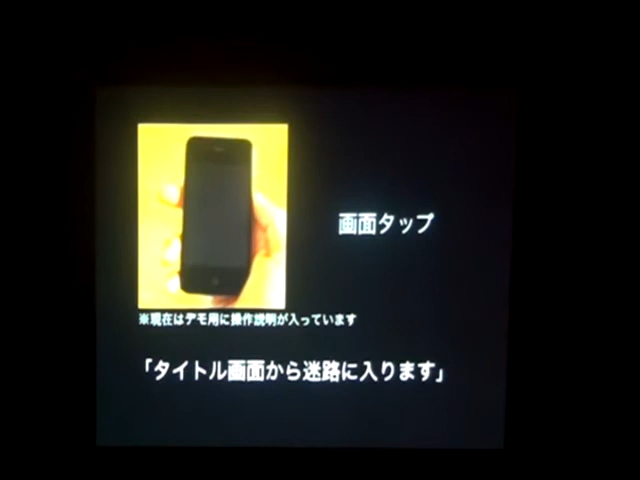 画面タップ
※現在はデモ用に操作説明が入っています
「タイトル画面から迷路に入ります」